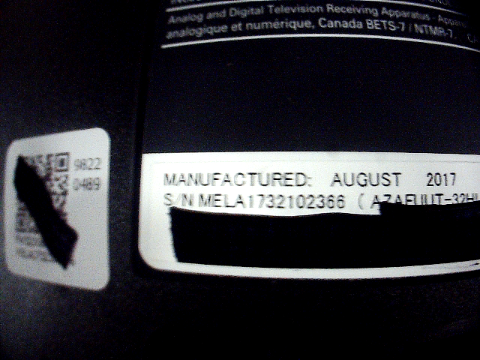 Analog and Digital Television Receiving Apparatus
analogique et numérique, Canada BETS-7 / NTMR-7.
9822
0489
MANUFACTURED: AUGUST 2017
S/N MELA1732102366 (